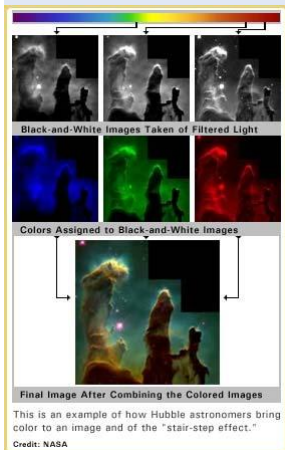 Black-and-White Images Taken of Filtered Light
Colors Assigned to Black-and-White Images
Final Image After Combining the Colored Images
This is an example of how Hubble astronomers bring
color to an image and of the "stair-step effect."
Credit: NASA